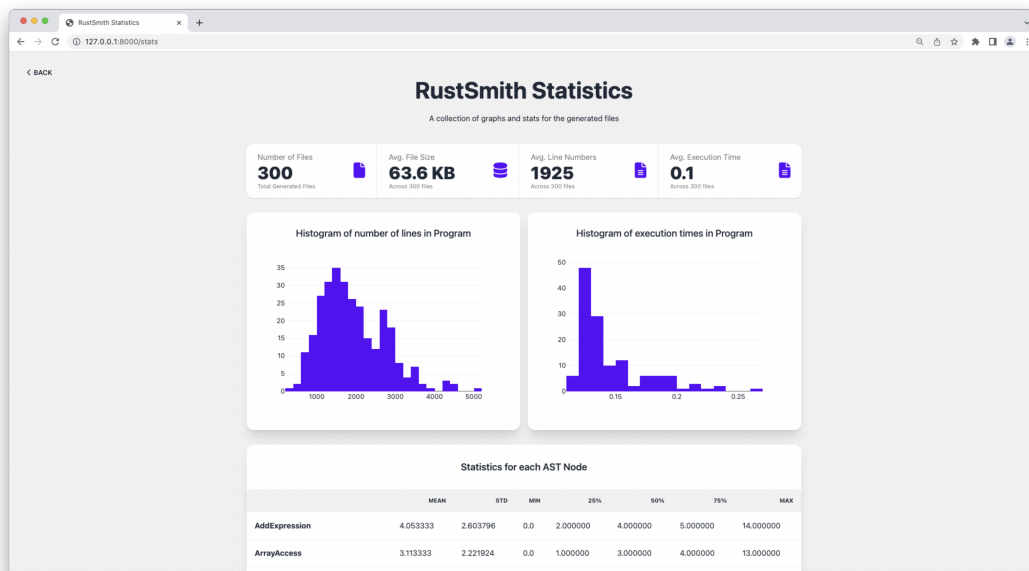 RustSmith Statistics
127.0.0.1:8000/stats
BACK
RustSmith Statistics
A collection of graphs and stats for the generated files
Number of Files
300
Total Generated Files
Avg. File Size
63.6 KB
Across 300 files
Avg. Line Numbers
1925
Across 300 files
Avg. Execution Time
0.1
Across 300 files
Histogram of number of lines in Program
35
30
25
20
15
10
5
0
1000 2000 3000 4000 5000
Histogram of execution times in Program
50
40
30
20
10
0
0.15 0.2 0.25
Statistics for each AST Node
MEAN STD MIN 25% 50% 75% MAX
AddExpression 4.053333 2.603796 0.0 2.000000 4.000000 5.000000 14.000000
ArrayAccess 3.113333 2.221924 0.0 1.000000 3.000000 4.000000 13.000000